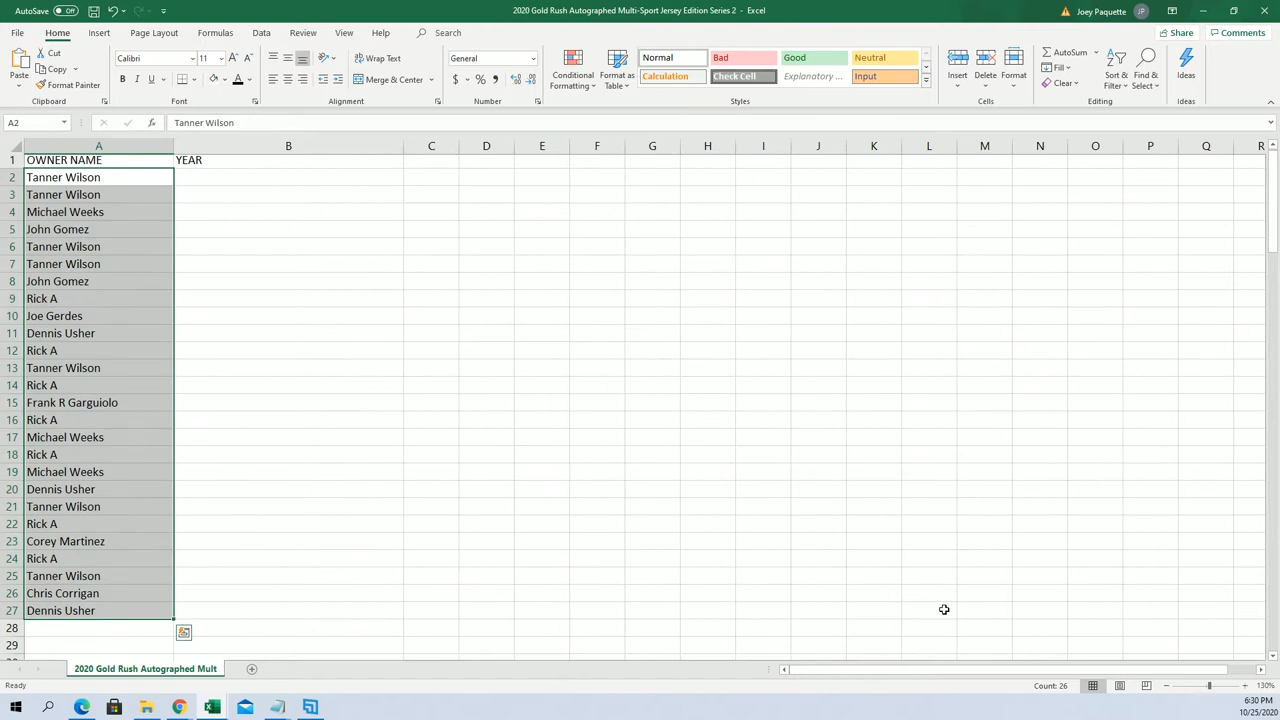 AutoSave Off 2020 Gold Rush Autographed Multi-Sport Jersey Edition Series 2 - Excel Joey Paquette JP
File Home Insert Page Layout Formulas Data Review View Help Search Share Comments
Paste Cut Copy Format Painter Clipboard
Calibri 11 B I U Font
Wrap Text Merge & Center Alignment
General $ % Number
Conditional Formatting Format as Table
Normal Bad Good Neutral
Calculation Check Cell Explanatory ... Input
Styles
Insert Delete Format Cells
AutoSum Fill Clear Sort & Filter Find & Select Editing
Ideas Ideas
A2 fx Tanner Wilson
A B C D E F G H I J K L M N O P Q R
1 OWNER NAME YEAR
2 Tanner Wilson
3 Tanner Wilson
4 Michael Weeks
5 John Gomez
6 Tanner Wilson
7 Tanner Wilson
8 John Gomez
9 Rick A
10 Joe Gerdes
11 Dennis Usher
12 Rick A
13 Tanner Wilson
14 Rick A
15 Frank R Garguiolo
16 Rick A
17 Michael Weeks
18 Rick A
19 Michael Weeks
20 Dennis Usher
21 Tanner Wilson
22 Rick A
23 Corey Martinez
24 Rick A
25 Tanner Wilson
26 Chris Corrigan
27 Dennis Usher
28
29
2020 Gold Rush Autographed Mult
Ready Count: 26 130%
6:30 PM
10/25/2020